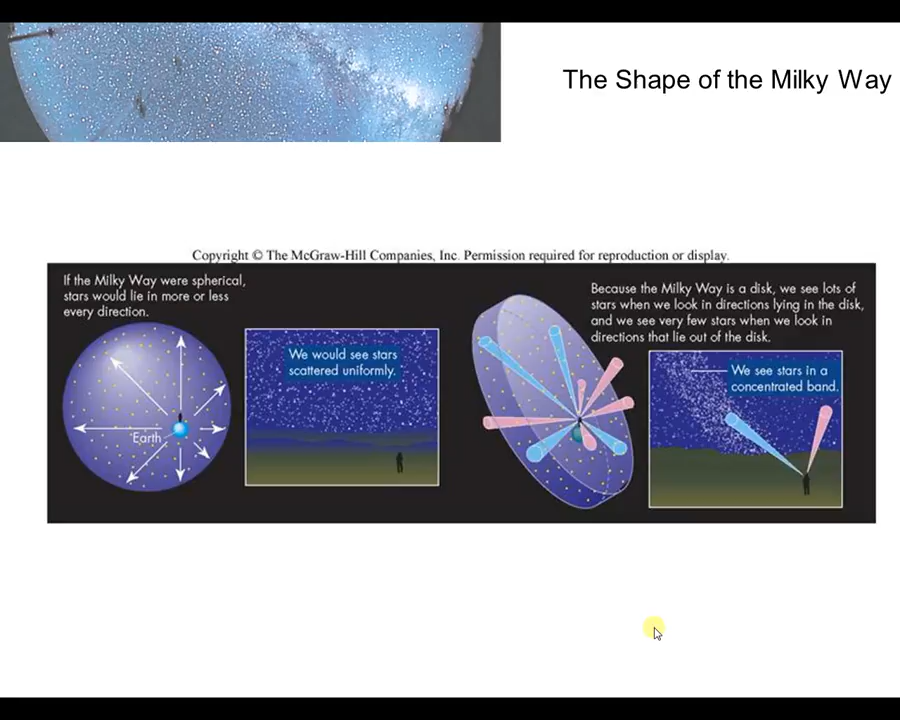 The Shape of the Milky Way
Copyright © The McGraw-Hill Companies, Inc. Permission required for reproduction or display.
If the Milky Way were spherical,
stars would lie in more or less
every direction.
Earth
We would see stars
scattered uniformly.
Because the Milky Way is a disk, we see lots of
stars when we look in directions lying in the disk,
and we see very few stars when we look in
directions that lie out of the disk.
We see stars in a
concentrated band.